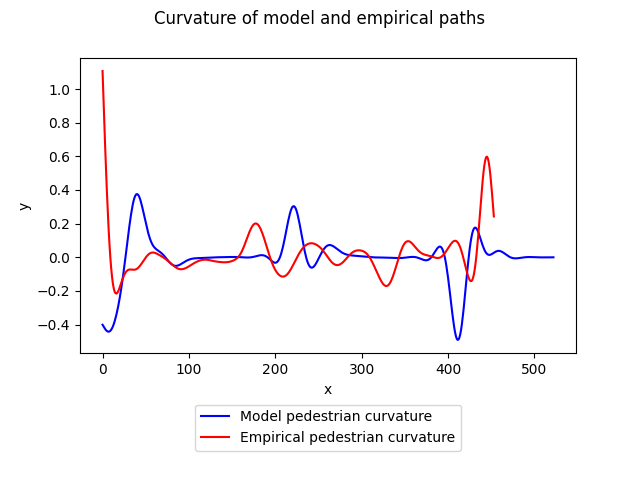 Curvature of model and empirical paths
1.0
0.8
0.6
0.4
0.2
0.0
−0.2
−0.4
y
0 100 200 300 400 500
x
Model pedestrian curvature
Empirical pedestrian curvature